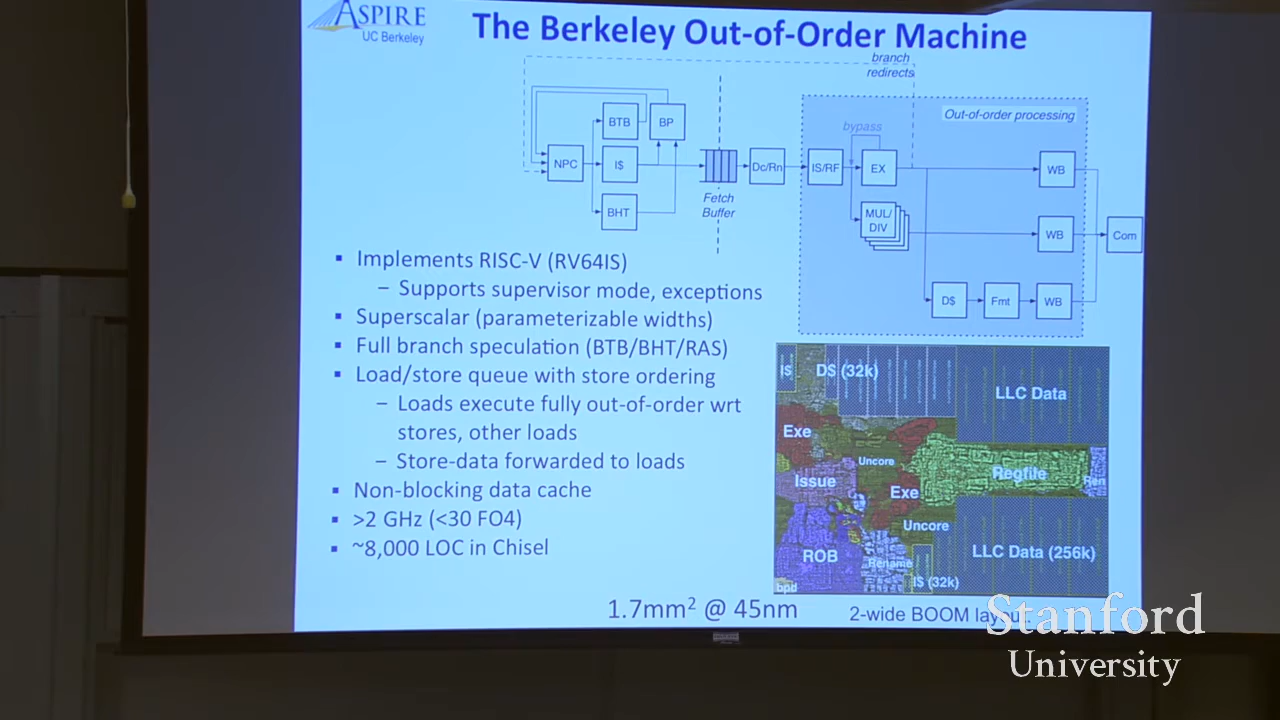 ASPIRE
UC Berkeley
The Berkeley Out-of-Order Machine
branch
redirects
Out-of-order processing
bypass
BTB
BP
NPC
I$
BHT
Fetch
Buffer
Dc/Rn
IS/RF
EX
MUL/
DIV
WB
WB
Com
D$
Fmt
WB
▪ Implements RISC-V (RV64IS)
– Supports supervisor mode, exceptions
▪ Superscalar (parameterizable widths)
▪ Full branch speculation (BTB/BHT/RAS)
▪ Load/store queue with store ordering
– Loads execute fully out-of-order wrt
stores, other loads
– Store-data forwarded to loads
▪ Non-blocking data cache
▪ >2 GHz (<30 FO4)
▪ ~8,000 LOC in Chisel
I$
D$ (32k)
LLC Data
Exe
Uncore
Regfile
Ren
Issue
Exe
Uncore
ROB
LLC Data (256k)
Rename
I$ (32k)
bpd
1.7mm² @ 45nm
2-wide BOOM
Stanford
University